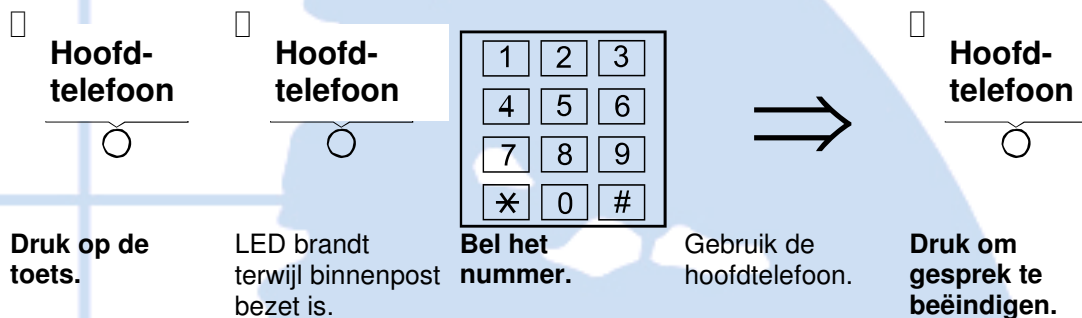 Hoofd-
telefoon
Hoofd-
telefoon
1 2 3
4 5 6
7 8 9
* 0 #
Hoofd-
telefoon
Druk op de
toets.
LED brandt
terwijl binnenpost
bezet is.
Bel het
nummer.
Gebruik de
hoofdtelefoon.
Druk om
gesprek te
beëindigen.